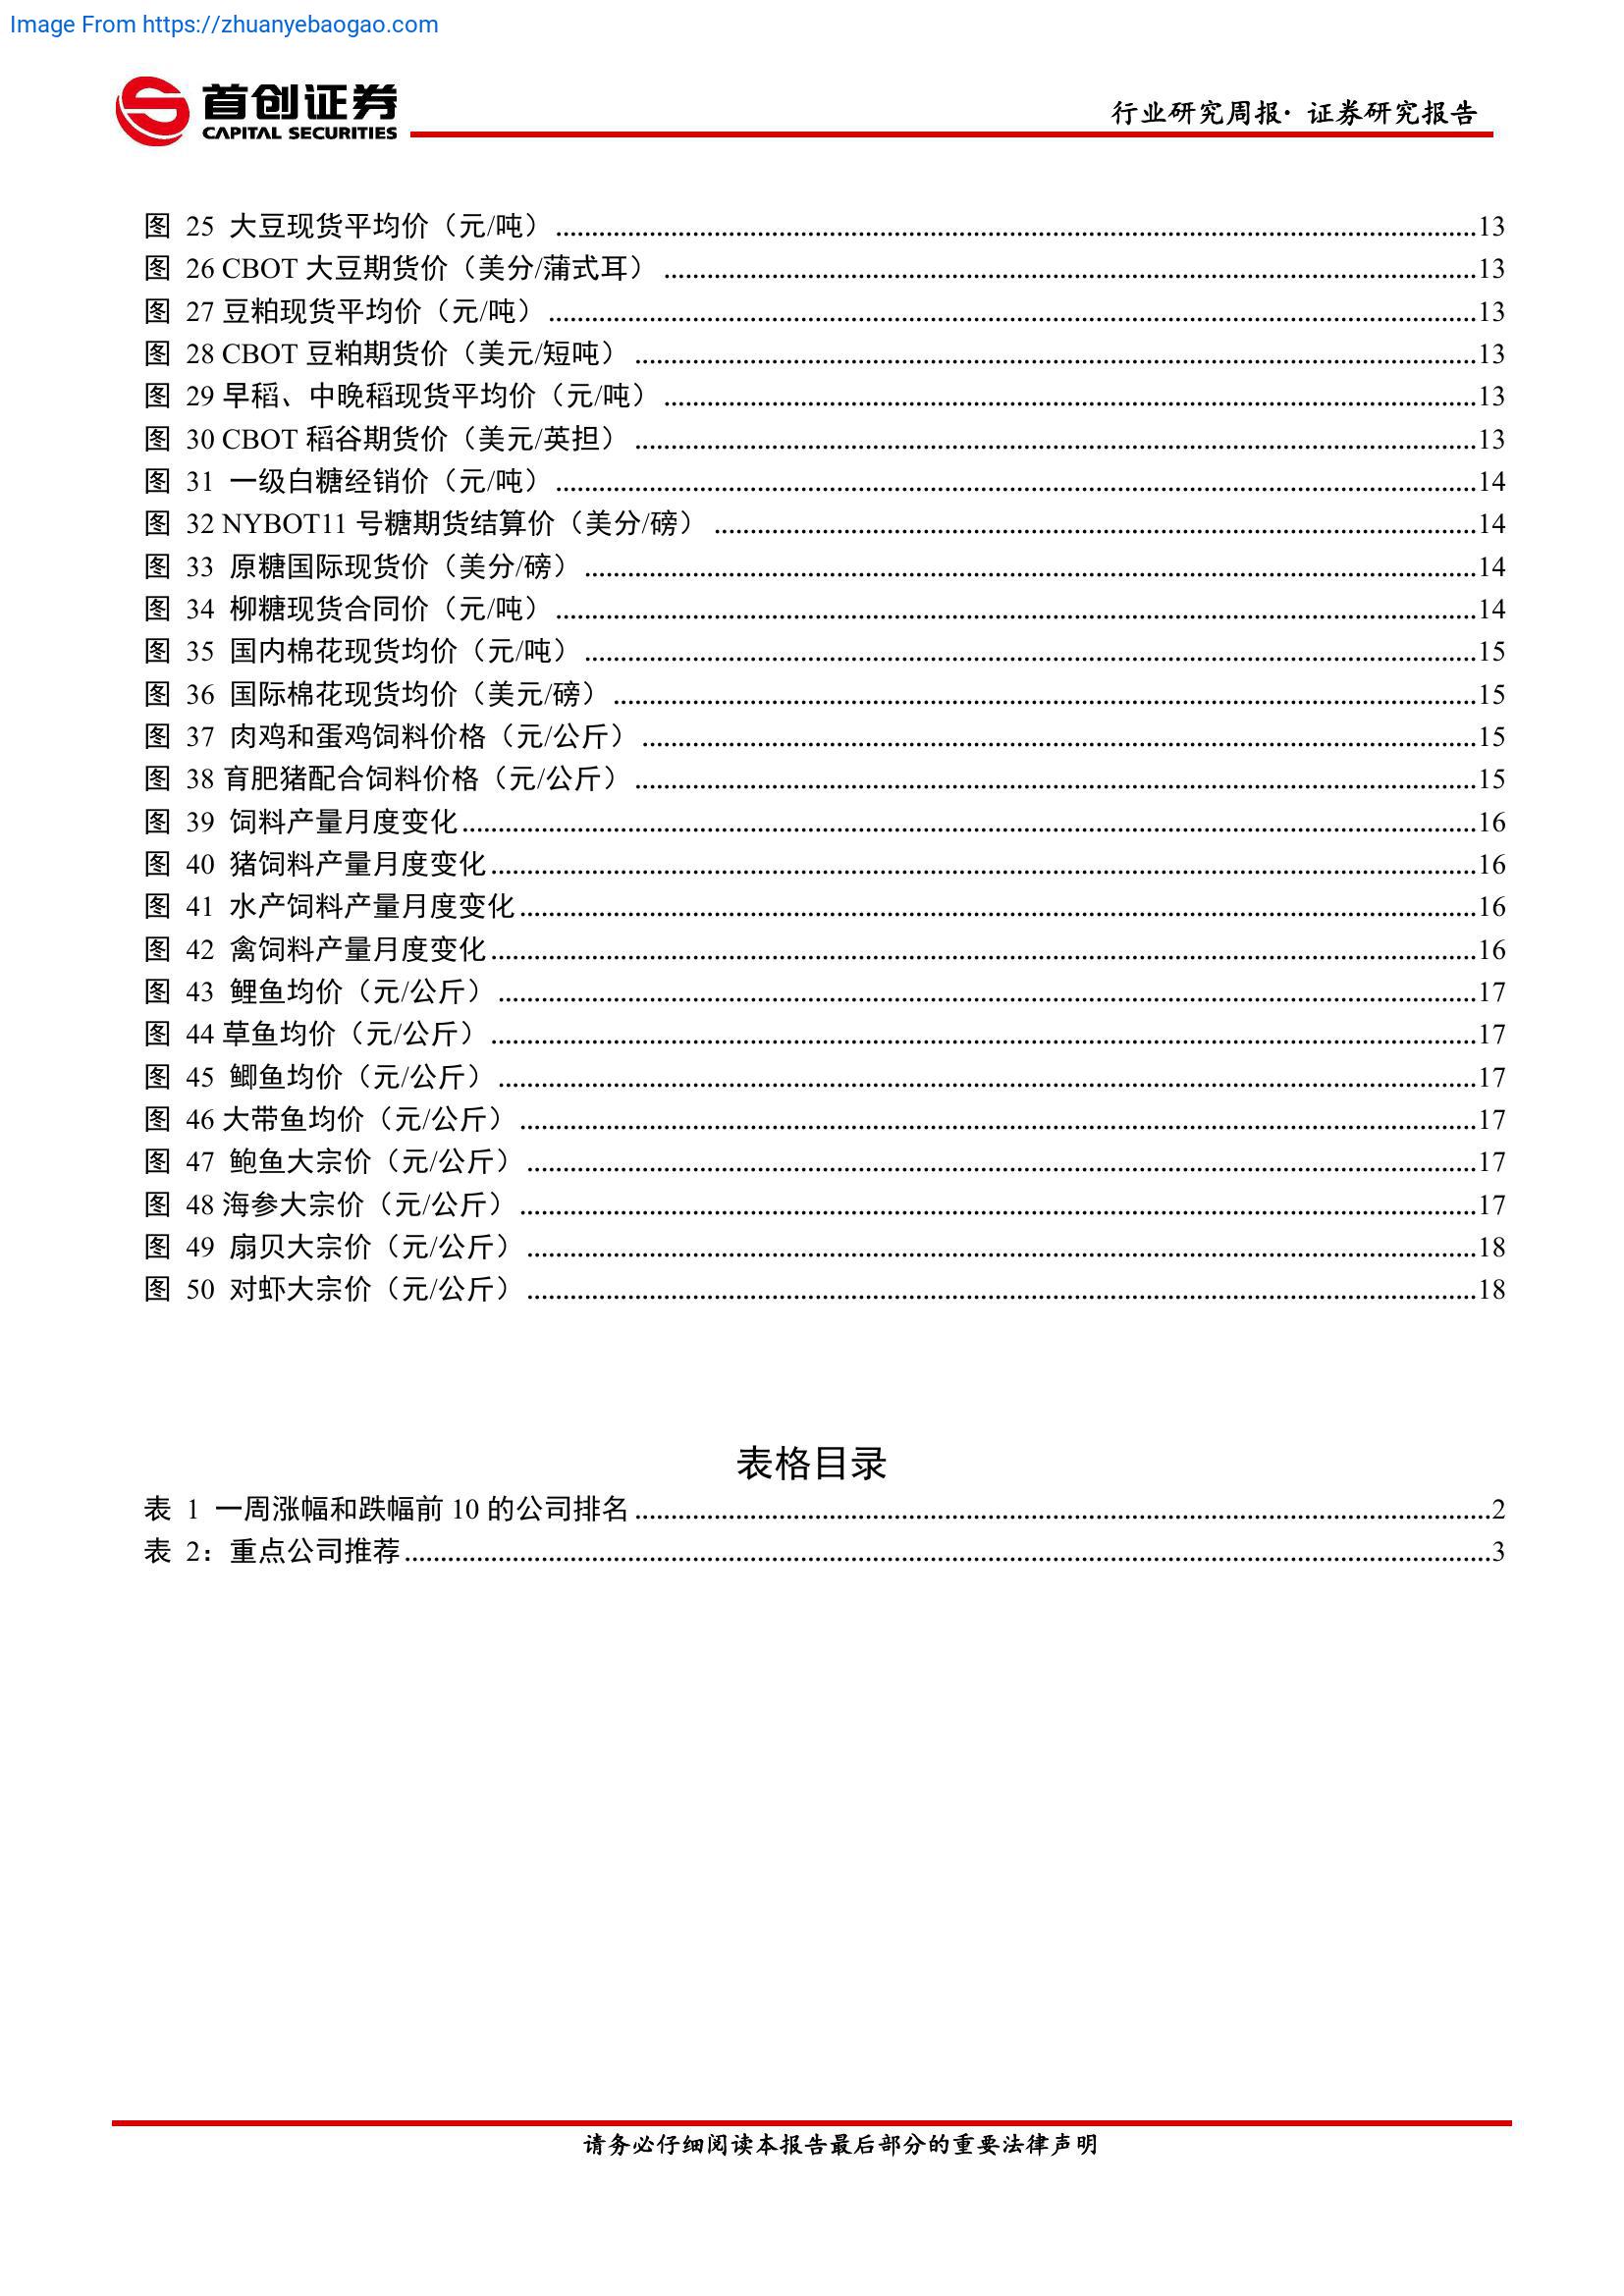 Image From https://zhuanyebaogao.com
首创证券
CAPITAL SECURITIES
行业研究周报· 证券研究报告
图 25 大豆现货平均价（元/吨） ........................................ 13
图 26 CBOT 大豆期货价（美分/蒲式耳） ........................................ 13
图 27 豆粕现货平均价（元/吨） ........................................ 13
图 28 CBOT 豆粕期货价（美元/短吨） ........................................ 13
图 29 早稻、中晚稻现货平均价（元/吨） ........................................ 13
图 30 CBOT 稻谷期货价（美元/英担） ........................................ 13
图 31 一级白糖经销价（元/吨） ........................................ 14
图 32 NYBOT11 号糖期货结算价（美分/磅） ........................................ 14
图 33 原糖国际现货价（美分/磅） ........................................ 14
图 34 柳糖现货合同价（元/吨） ........................................ 14
图 35 国内棉花现货均价（元/吨） ........................................ 15
图 36 国际棉花现货均价（美元/磅） ........................................ 15
图 37 肉鸡和蛋鸡饲料价格（元/公斤） ........................................ 15
图 38 育肥猪配合饲料价格（元/公斤） ........................................ 15
图 39 饲料产量月度变化 ........................................ 16
图 40 猪饲料产量月度变化 ........................................ 16
图 41 水产饲料产量月度变化 ........................................ 16
图 42 禽饲料产量月度变化 ........................................ 16
图 43 鲤鱼均价（元/公斤） ........................................ 17
图 44 草鱼均价（元/公斤） ........................................ 17
图 45 鲫鱼均价（元/公斤） ........................................ 17
图 46 大带鱼均价（元/公斤） ........................................ 17
图 47 鲍鱼大宗价（元/公斤） ........................................ 17
图 48 海参大宗价（元/公斤） ........................................ 17
图 49 扇贝大宗价（元/公斤） ........................................ 18
图 50 对虾大宗价（元/公斤） ........................................ 18
表格目录
表 1 一周涨幅和跌幅前 10 的公司排名 ........................................ 2
表 2：重点公司推荐 ........................................ 3
请务必仔细阅读本报告最后部分的重要法律声明